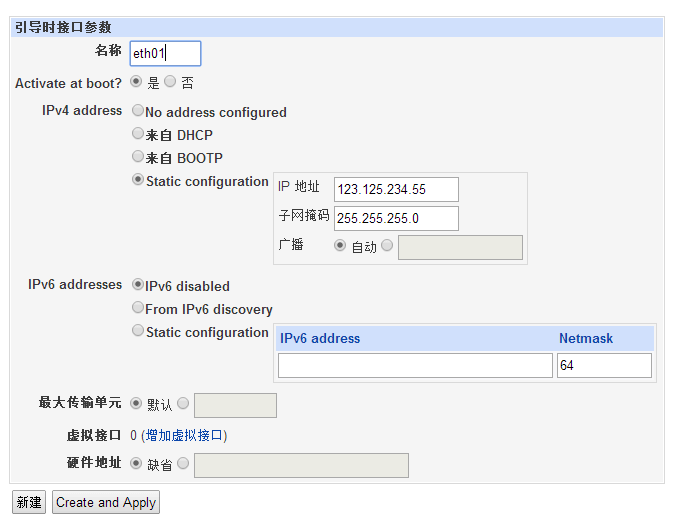 引导时接口参数
名称 eth01
Activate at boot? 是 否
IPv4 address No address configured
来自 DHCP
来自 BOOTP
Static configuration IP 地址 123.125.234.55
子网掩码 255.255.255.0
广播 自动
IPv6 addresses IPv6 disabled
From IPv6 discovery
Static configuration IPv6 address Netmask
64
最大传输单元 默认
虚拟接口 0 (增加虚拟接口)
硬件地址 缺省
新建 Create and Apply